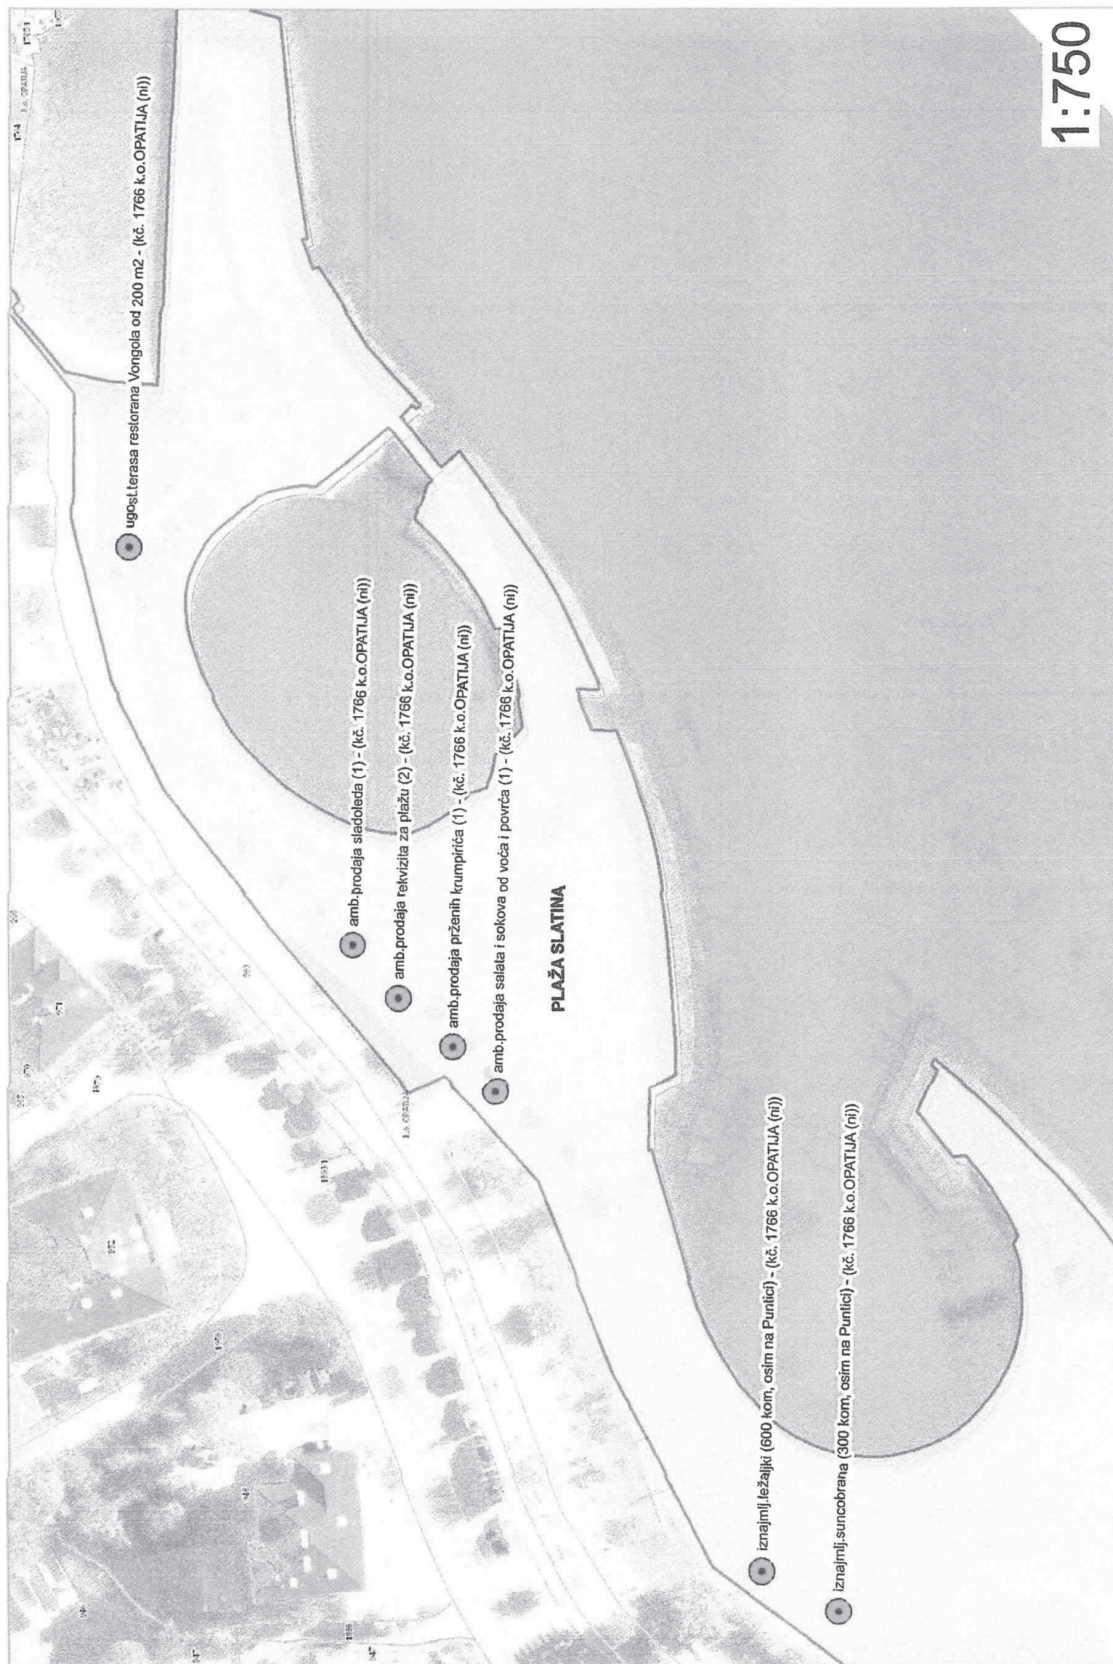 1:750
ugost.terasa restorana Vongola od 200 m2 - (kč. 1766 k.o.OPATIJA (ni))
amb.prodaja sladoleda (1) - (kč. 1766 k.o.OPATIJA (ni))
amb.prodaja rekvizita za plažu (2) - (kč. 1766 k.o.OPATIJA (ni))
amb.prodaja prženih krumpirića (1) - (kč. 1766 k.o.OPATIJA (ni))
amb.prodaja salata i sokova od voća i povrća (1) - (kč. 1766 k.o.OPATIJA (ni))
PLAŽA SLATINA
iznajmlj.ležaljki (600 kom, osim na Puntici) - (kč. 1766 k.o.OPATIJA (ni))
iznajmlj.suncobrana (300 kom, osim na Puntici) - (kč. 1766 k.o.OPATIJA (ni))
k.o. OPATIJA
971
952
947